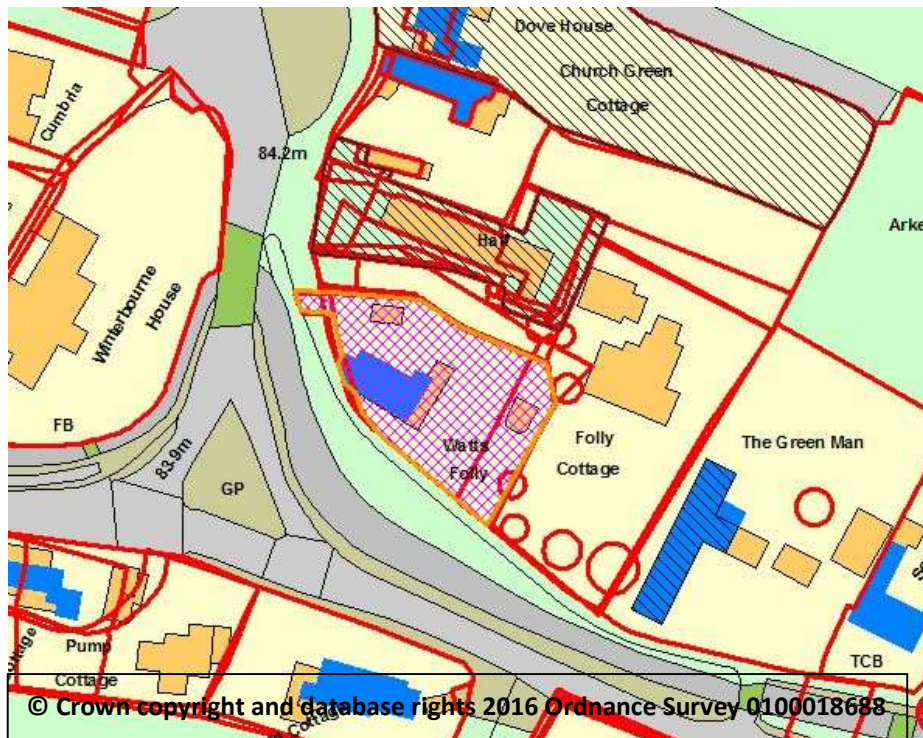 Dove House
Church Green
Cottage
Cumbria
84.2m
Hall
Winterbourne
House
FB
83.9m
GP
Watts
Folly
Folly
Cottage
The Green Man
Pump
Cottage
TCB
Cottage
© Crown copyright and database rights 2016 Ordnance Survey 0100018688